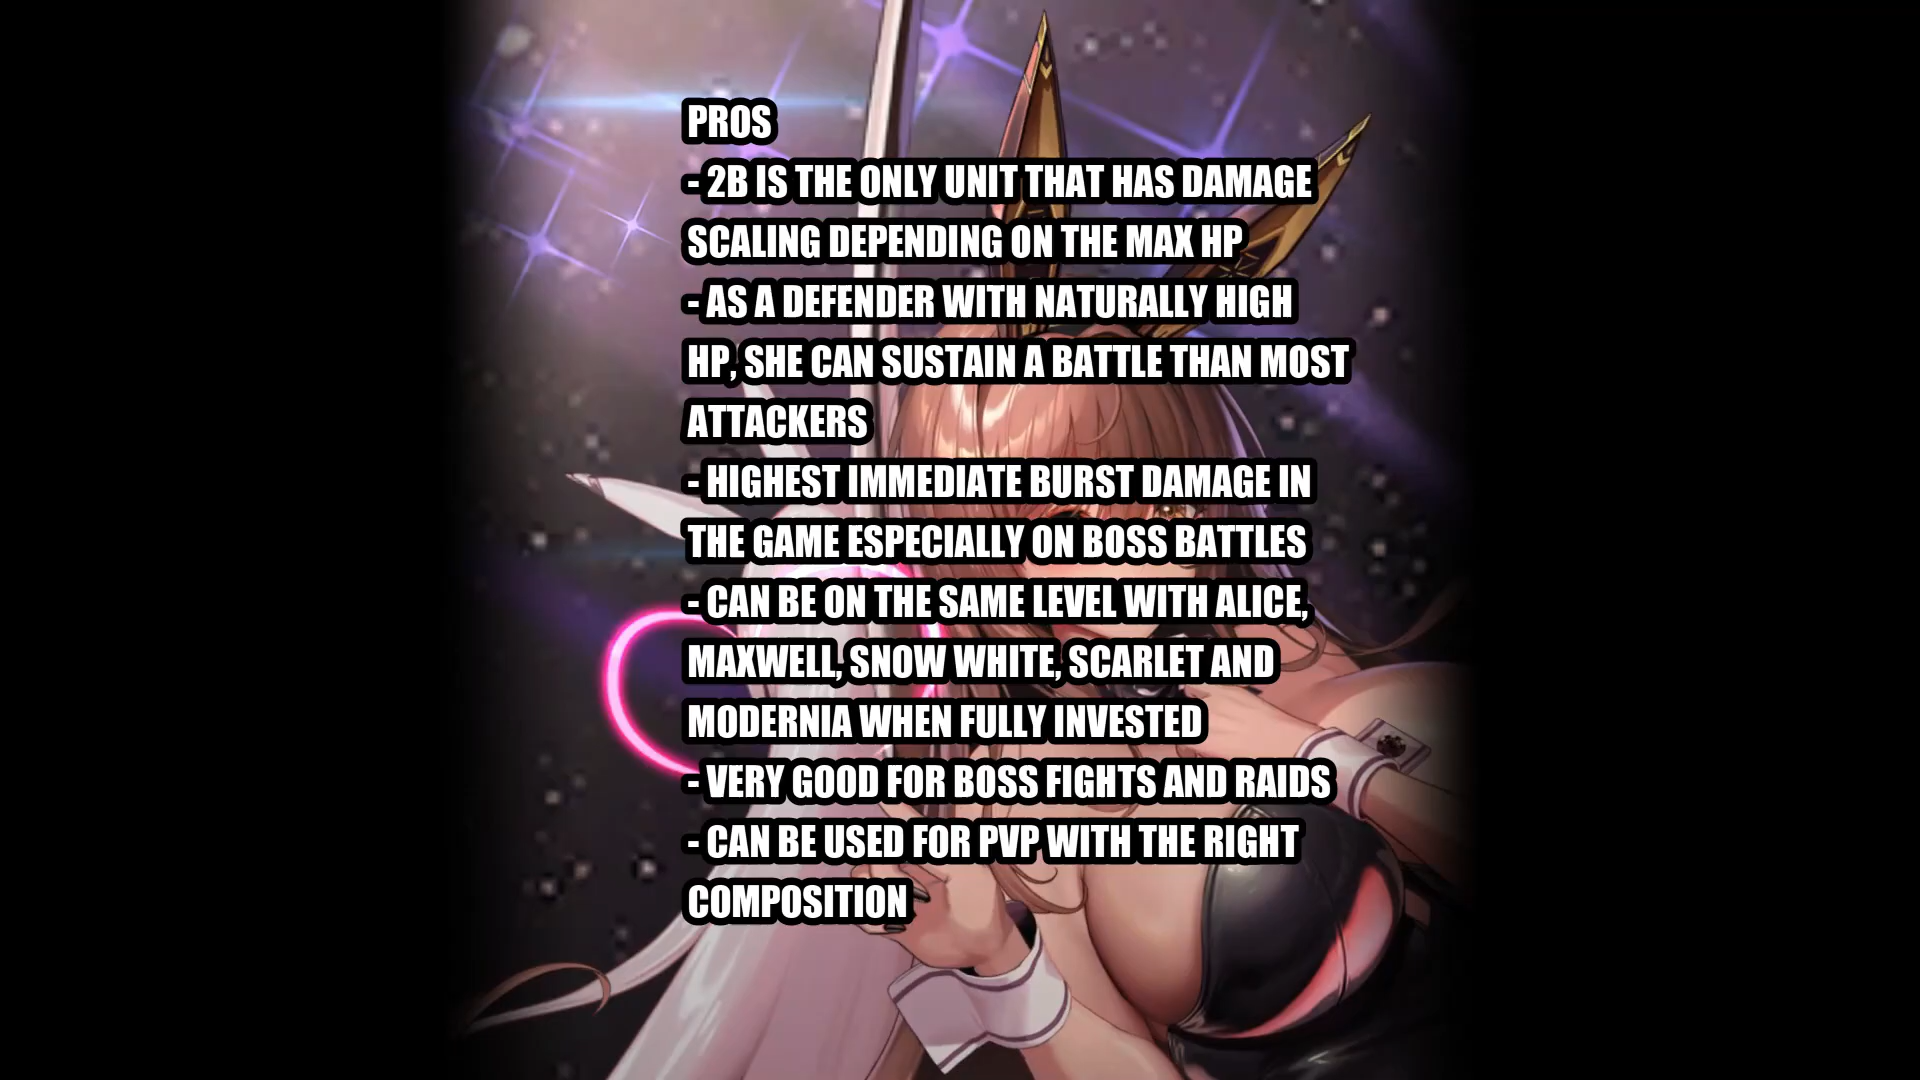 PROS
- 2B IS THE ONLY UNIT THAT HAS DAMAGE
SCALING DEPENDING ON THE MAX HP
- AS A DEFENDER WITH NATURALLY HIGH
HP, SHE CAN SUSTAIN A BATTLE THAN MOST
ATTACKERS
- HIGHEST IMMEDIATE BURST DAMAGE IN
THE GAME ESPECIALLY ON BOSS BATTLES
- CAN BE ON THE SAME LEVEL WITH ALICE,
MAXWELL, SNOW WHITE, SCARLET AND
MODERNIA WHEN FULLY INVESTED
- VERY GOOD FOR BOSS FIGHTS AND RAIDS
- CAN BE USED FOR PVP WITH THE RIGHT
COMPOSITION